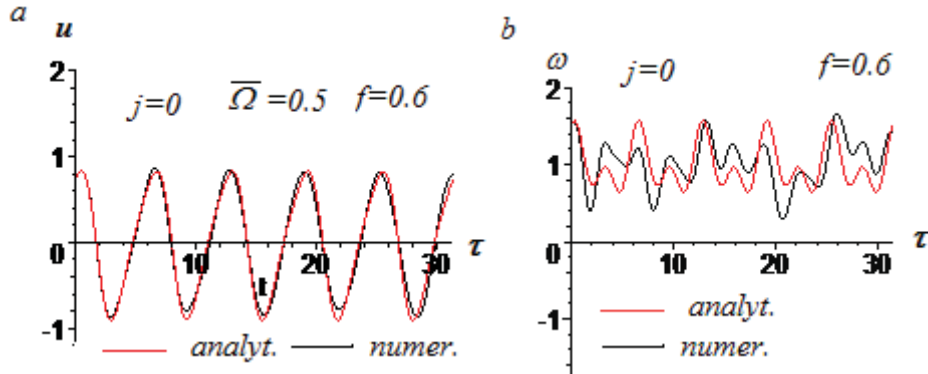 a
u
2
j=0 Ω̅ =0.5 f=0.6
1
0
10 20 30 τ
t
-1
analyt. numer.
b
ω
2
j=0 f=0.6
1
0
10 20 30 τ
-1
analyt.
numer.